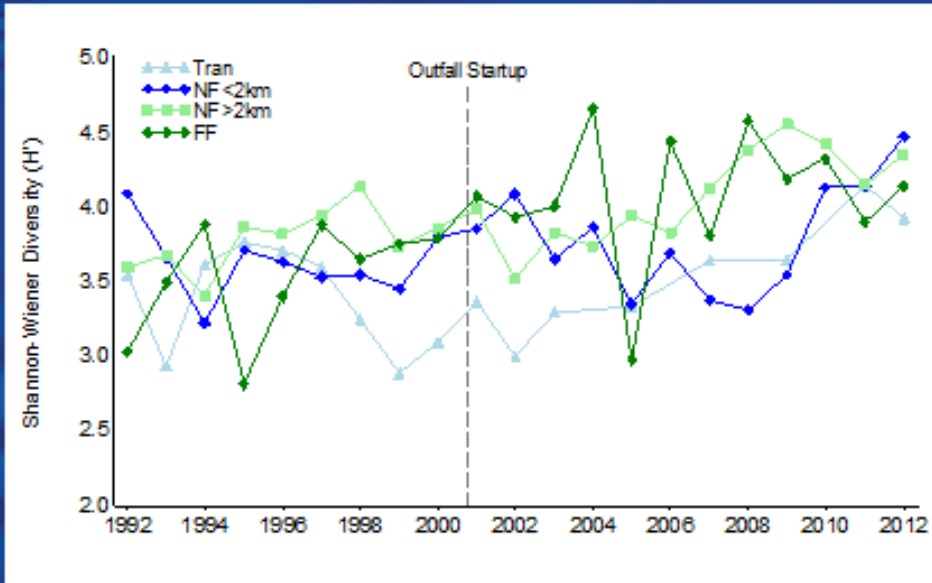 5.0
4.5
4.0
3.5
3.0
2.5
2.0
Shannon-Wiener Diversity (H')
Tran
NF <2km
NF >2km
FF
Outfall Startup
1992 1994 1996 1998 2000 2002 2004 2006 2008 2010 2012